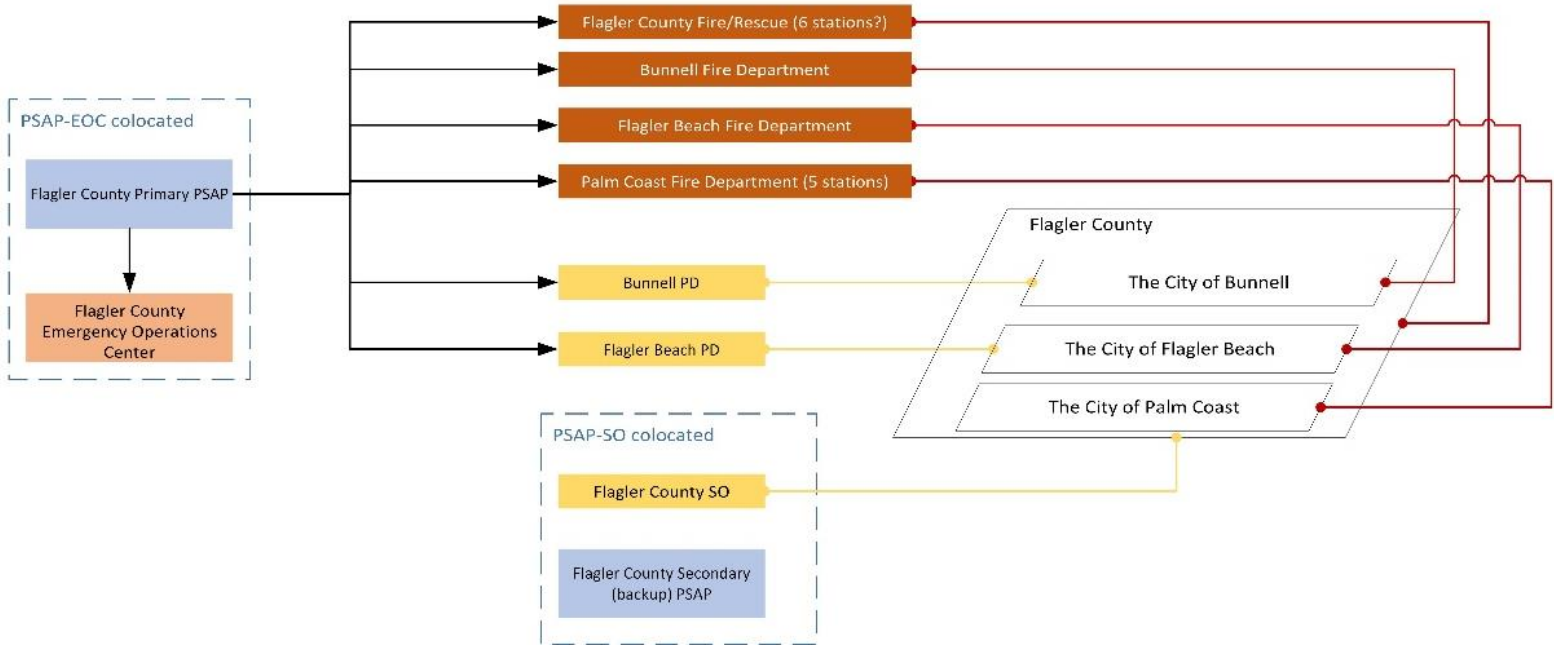 Flagler County Fire/Rescue (6 stations?)
Bunnell Fire Department
Flagler Beach Fire Department
Palm Coast Fire Department (5 stations)
PSAP-EOC colocated
Flagler County Primary PSAP
Flagler County
Emergency Operations
Center
Bunnell PD
Flagler Beach PD
Flagler County
The City of Bunnell
The City of Flagler Beach
The City of Palm Coast
PSAP-SO colocated
Flagler County SO
Flagler County Secondary
(backup) PSAP